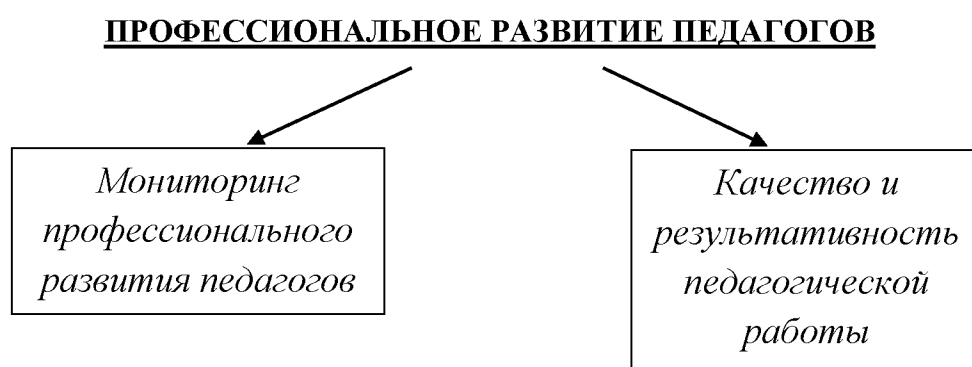 ПРОФЕССИОНАЛЬНОЕ РАЗВИТИЕ ПЕДАГОГОВ
Мониторинг
профессионального
развития педагогов
Качество и
результативность
педагогической
работы